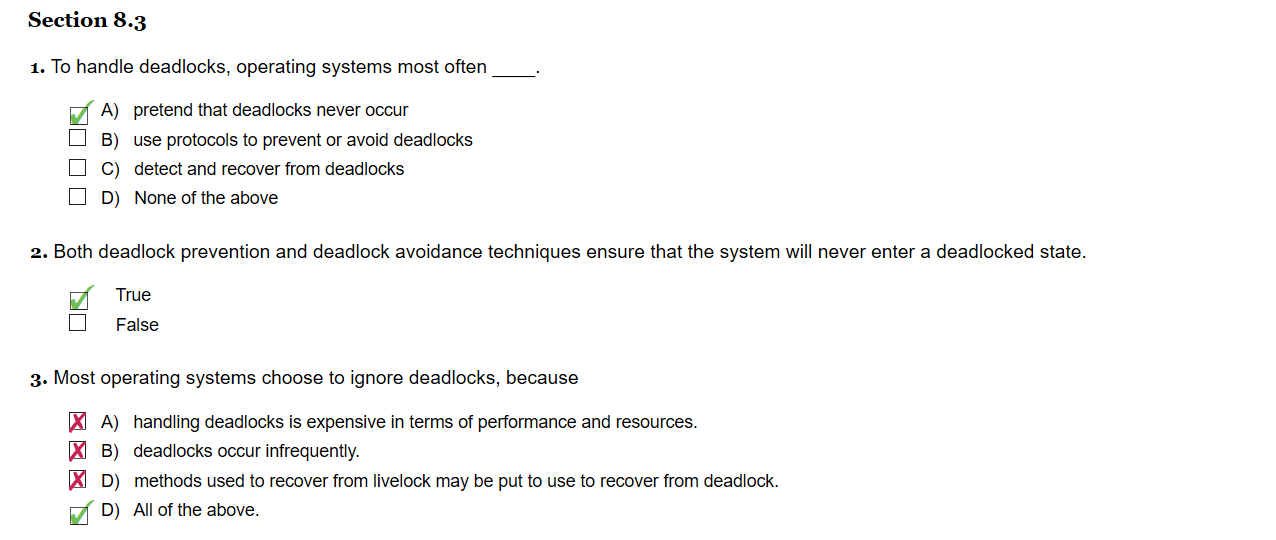 Section 8.3
1. To handle deadlocks, operating systems most often ____.
A) pretend that deadlocks never occur
B) use protocols to prevent or avoid deadlocks
C) detect and recover from deadlocks
D) None of the above
2. Both deadlock prevention and deadlock avoidance techniques ensure that the system will never enter a deadlocked state.
True
False
3. Most operating systems choose to ignore deadlocks, because
A) handling deadlocks is expensive in terms of performance and resources.
B) deadlocks occur infrequently.
D) methods used to recover from livelock may be put to use to recover from deadlock.
D) All of the above.